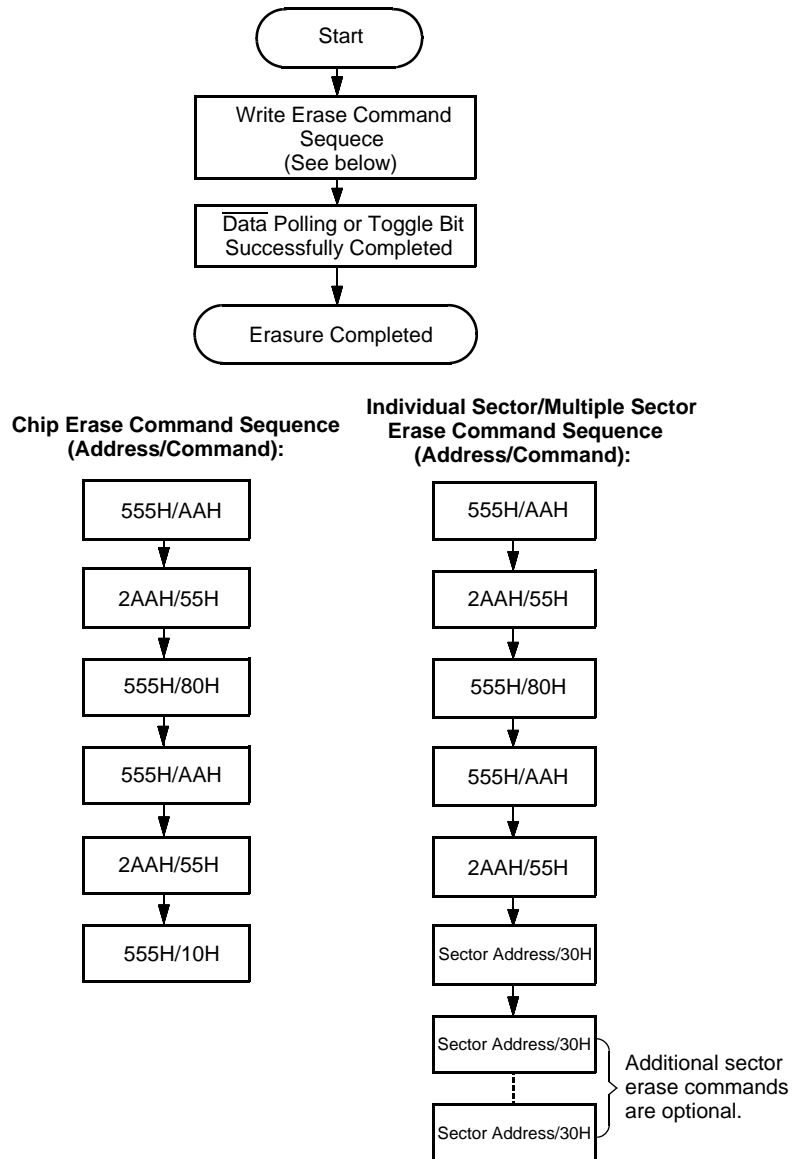 Start
Write Erase Command
Sequece
(See below)
Data Polling or Toggle Bit
Successfully Completed
Erasure Completed
Chip Erase Command Sequence
(Address/Command):
555H/AAH
2AAH/55H
555H/80H
555H/AAH
2AAH/55H
555H/10H
Individual Sector/Multiple Sector
Erase Command Sequence
(Address/Command):
555H/AAH
2AAH/55H
555H/80H
555H/AAH
2AAH/55H
Sector Address/30H
Sector Address/30H
Sector Address/30H
Additional sector
erase commands
are optional.